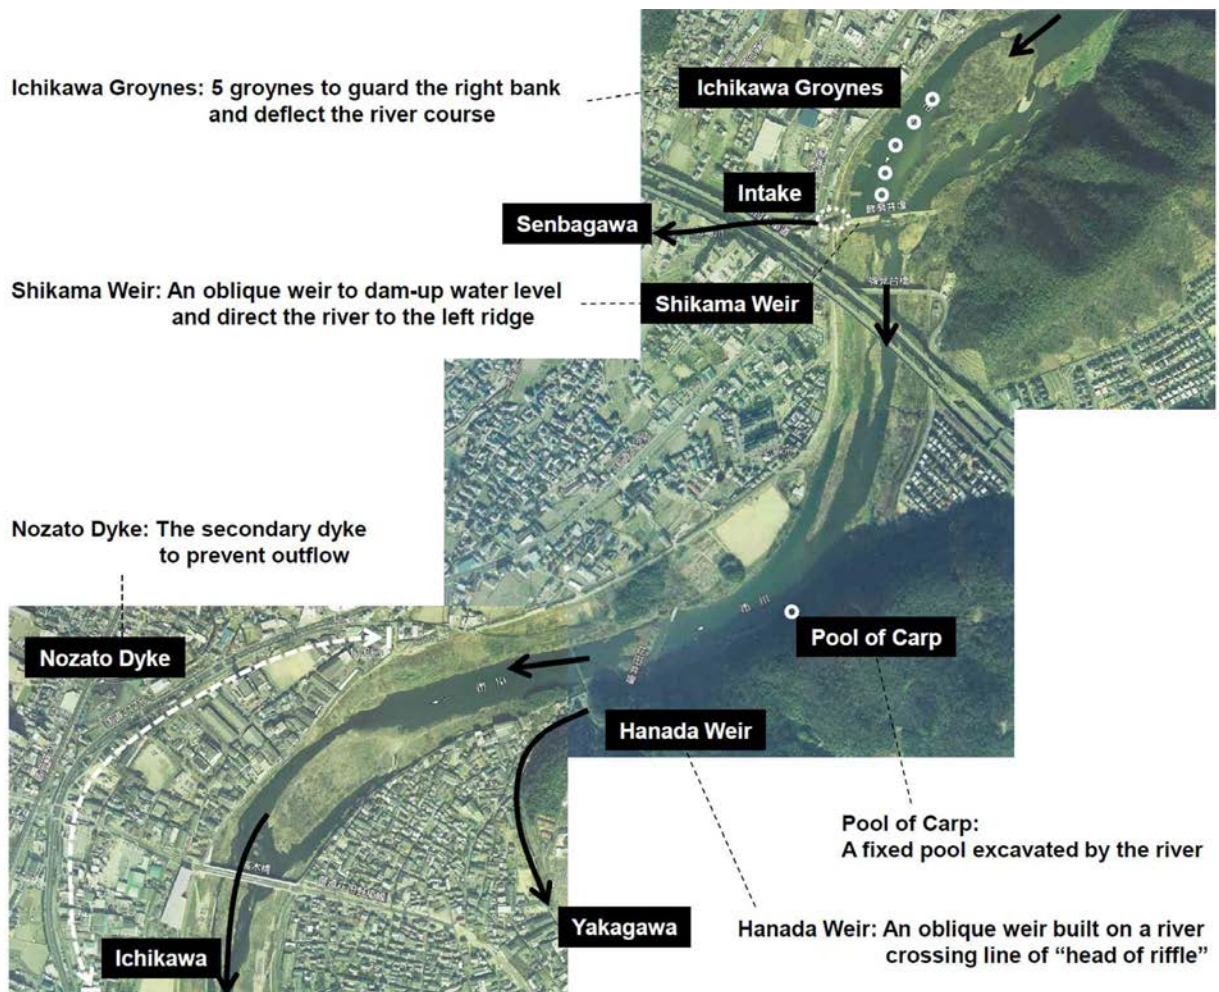 Ichikawa Groynes: 5 groynes to guard the right bank
and deflect the river course
Ichikawa Groynes
Intake
Senbagawa
Shikama Weir: An oblique weir to dam-up water level
and direct the river to the left ridge
Shikama Weir
Nozato Dyke: The secondary dyke
to prevent outflow
Nozato Dyke
Pool of Carp
Hanada Weir
Pool of Carp:
A fixed pool excavated by the river
Yakagawa
Hanada Weir: An oblique weir built on a river
crossing line of “head of riffle”
Ichikawa
市川
市川